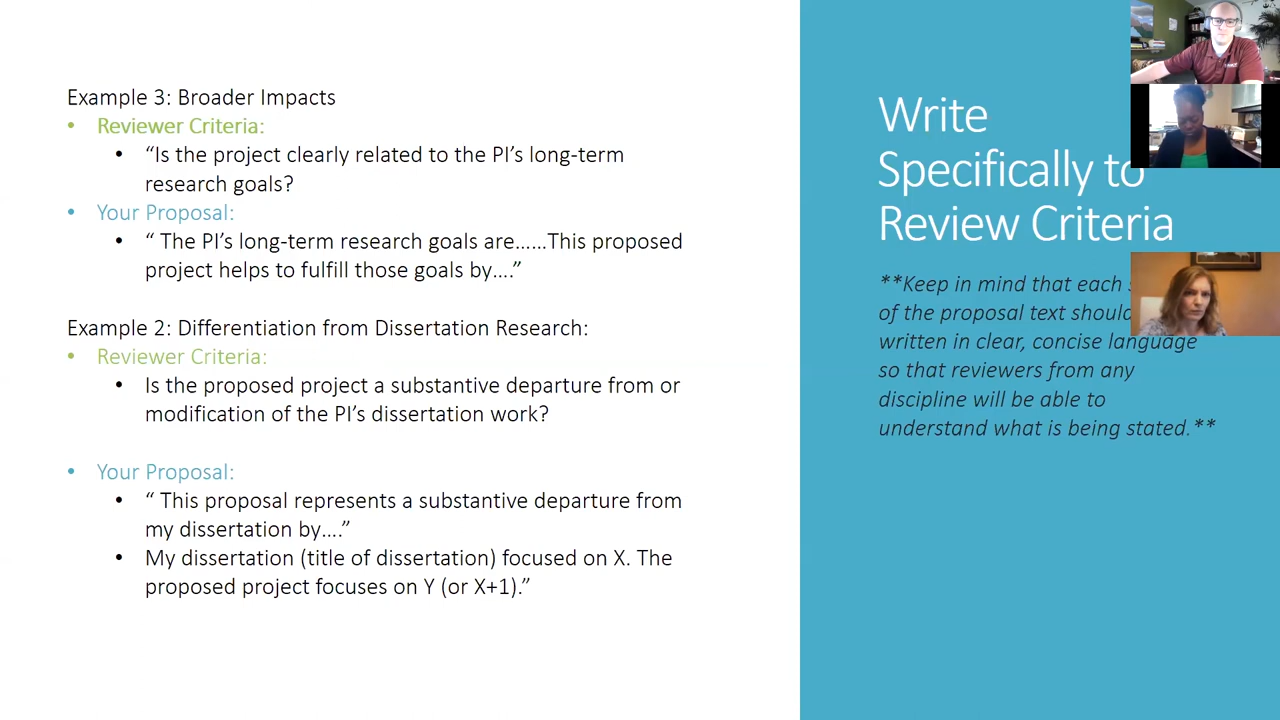 Example 3: Broader Impacts
• Reviewer Criteria:
• “Is the project clearly related to the PI’s long-term
research goals?
• Your Proposal:
• “ The PI’s long-term research goals are......This proposed
project helps to fulfill those goals by....”
Example 2: Differentiation from Dissertation Research:
• Reviewer Criteria:
• Is the proposed project a substantive departure from or
modification of the PI’s dissertation work?
• Your Proposal:
• “ This proposal represents a substantive departure from
my dissertation by....”
• My dissertation (title of dissertation) focused on X. The
proposed project focuses on Y (or X+1).”
Write
Specifically to
Review Criteria
**Keep in mind that each
of the proposal text
written in clear, concise language
so that reviewers from any
discipline will be able to
understand what is being stated.**